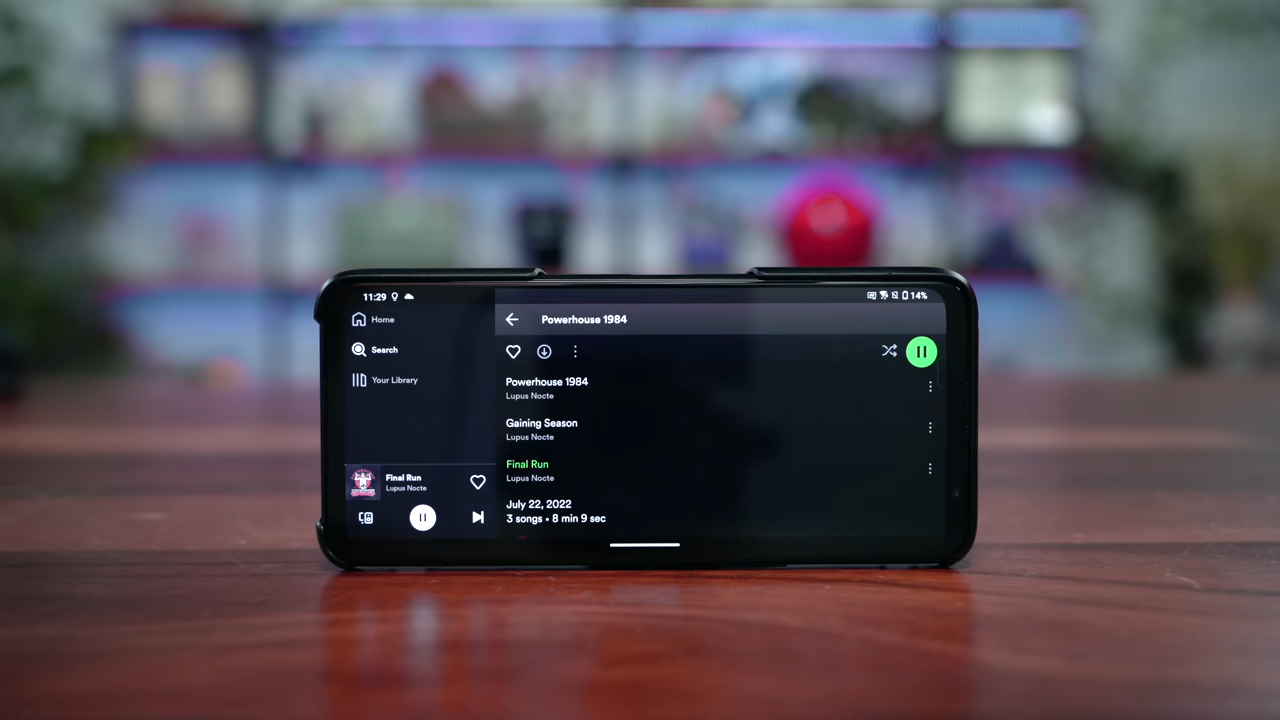 11:29
14%
Home
Search
Your Library
Final Run
Lupus Nocte
Powerhouse 1984
Powerhouse 1984
Lupus Nocte
Gaining Season
Lupus Nocte
Final Run
Lupus Nocte
July 22, 2022
3 songs • 8 min 9 sec